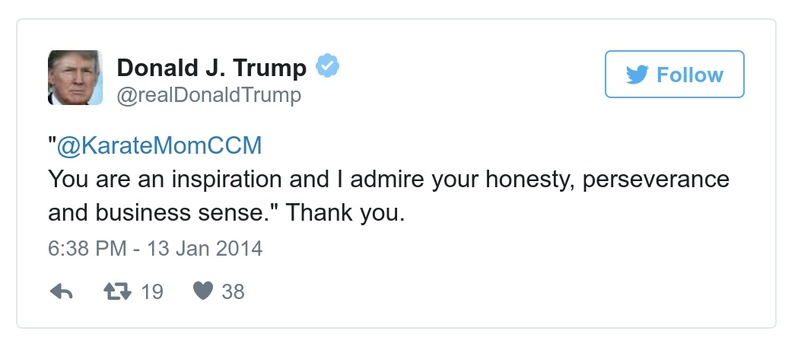 Donald J. Trump
@realDonaldTrump
Follow
"@KarateMomCCM
You are an inspiration and I admire your honesty, perseverance
and business sense." Thank you.
6:38 PM - 13 Jan 2014
19 38